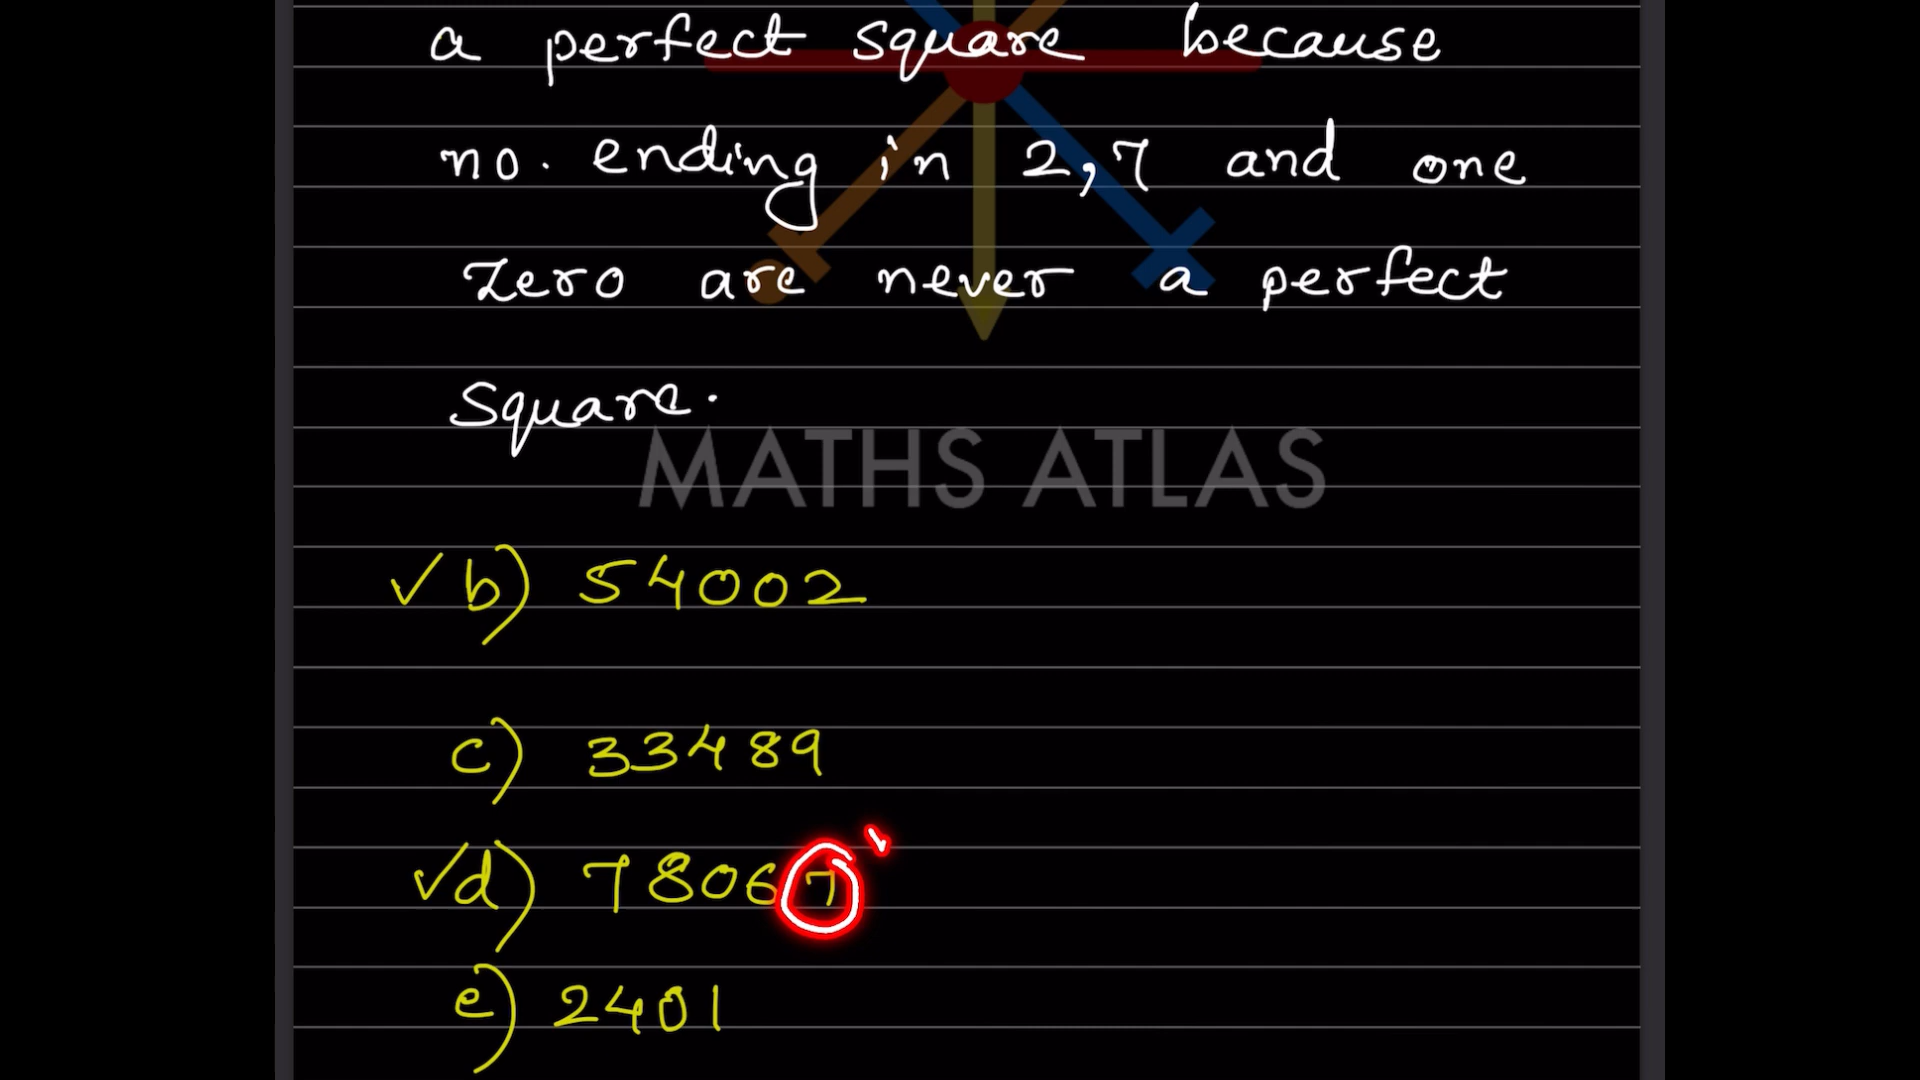 a perfect square because
no. ending in 2,7 and one
zero are never a perfect
square.
MATHS ATLAS
✓ b) 54002
c) 33489
✓d) 78067
e) 2401